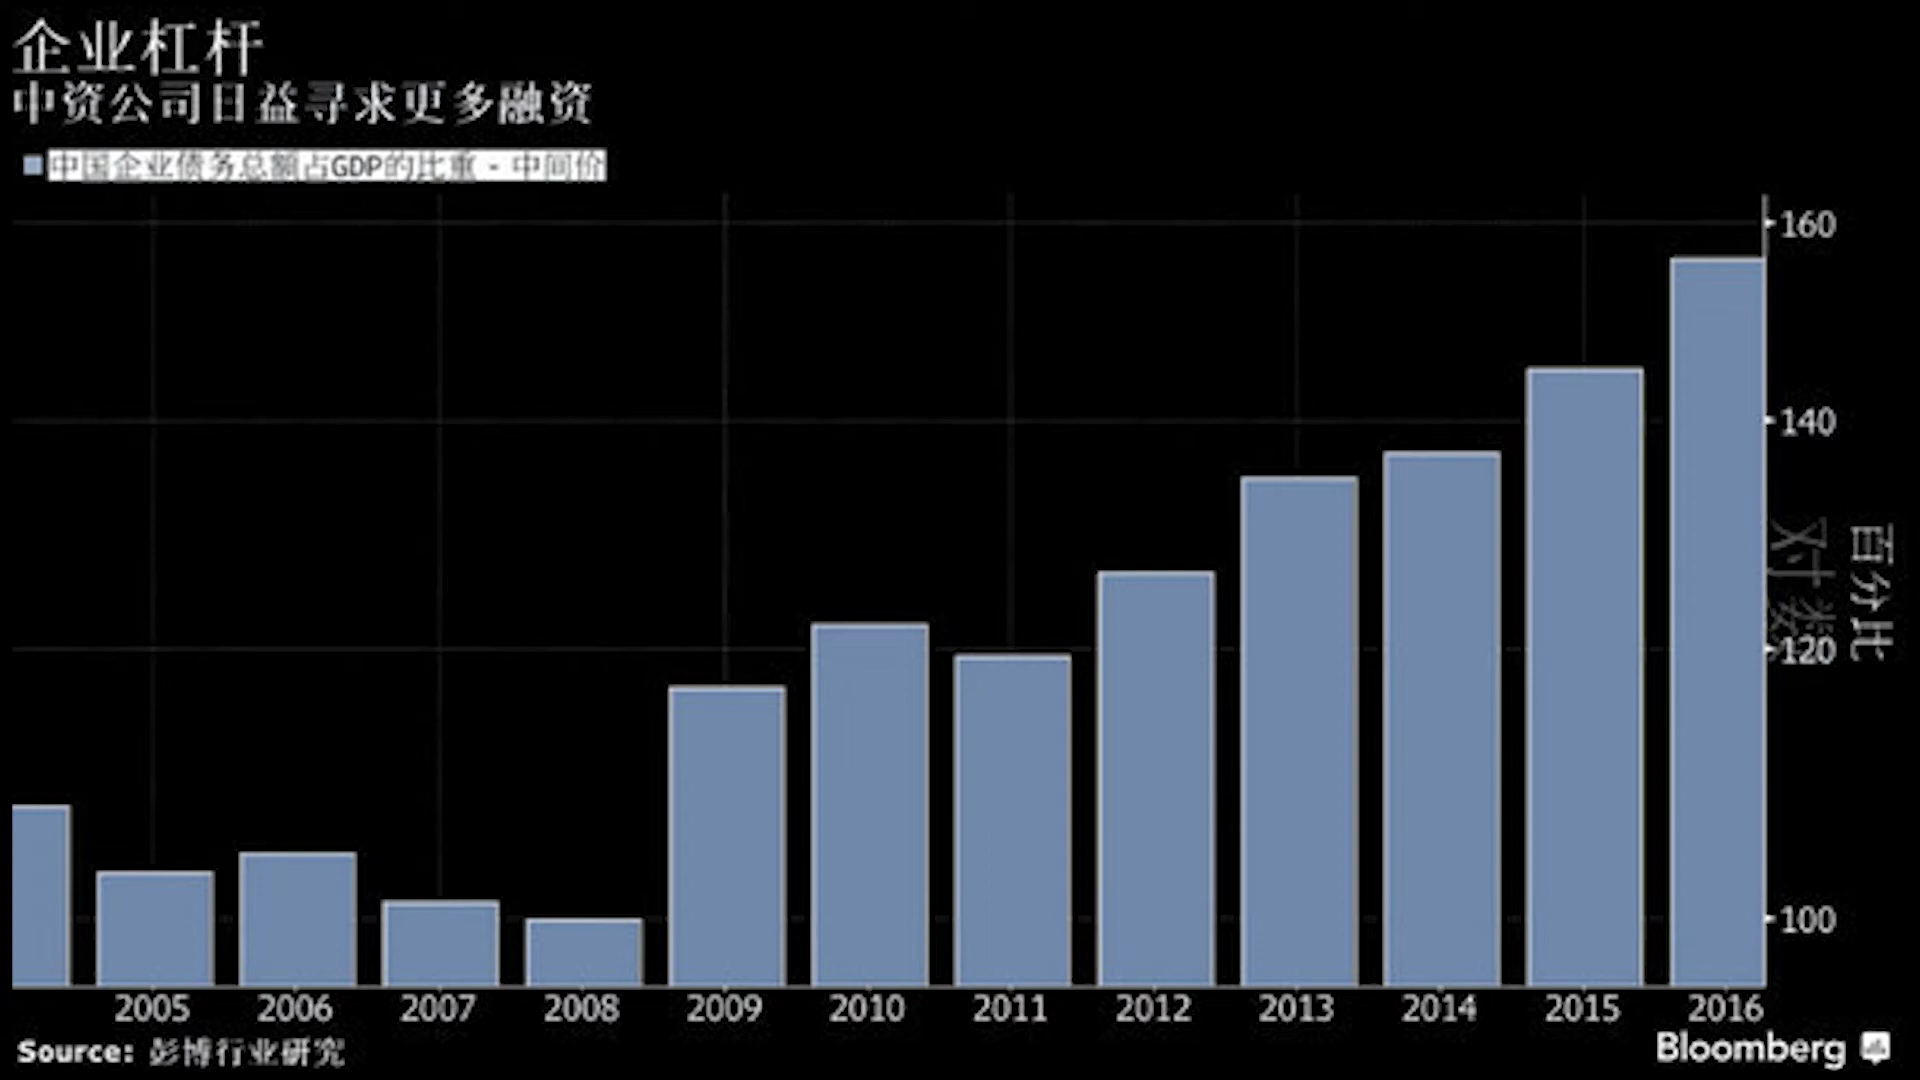 企业杠杆
中资公司日益寻求更多融资
中国企业债务总额占GDP的比重 - 中间价
160
140
120
100
百分比
对数
2005 2006 2007 2008 2009 2010 2011 2012 2013 2014 2015 2016
Source: 彭博行业研究
Bloomberg